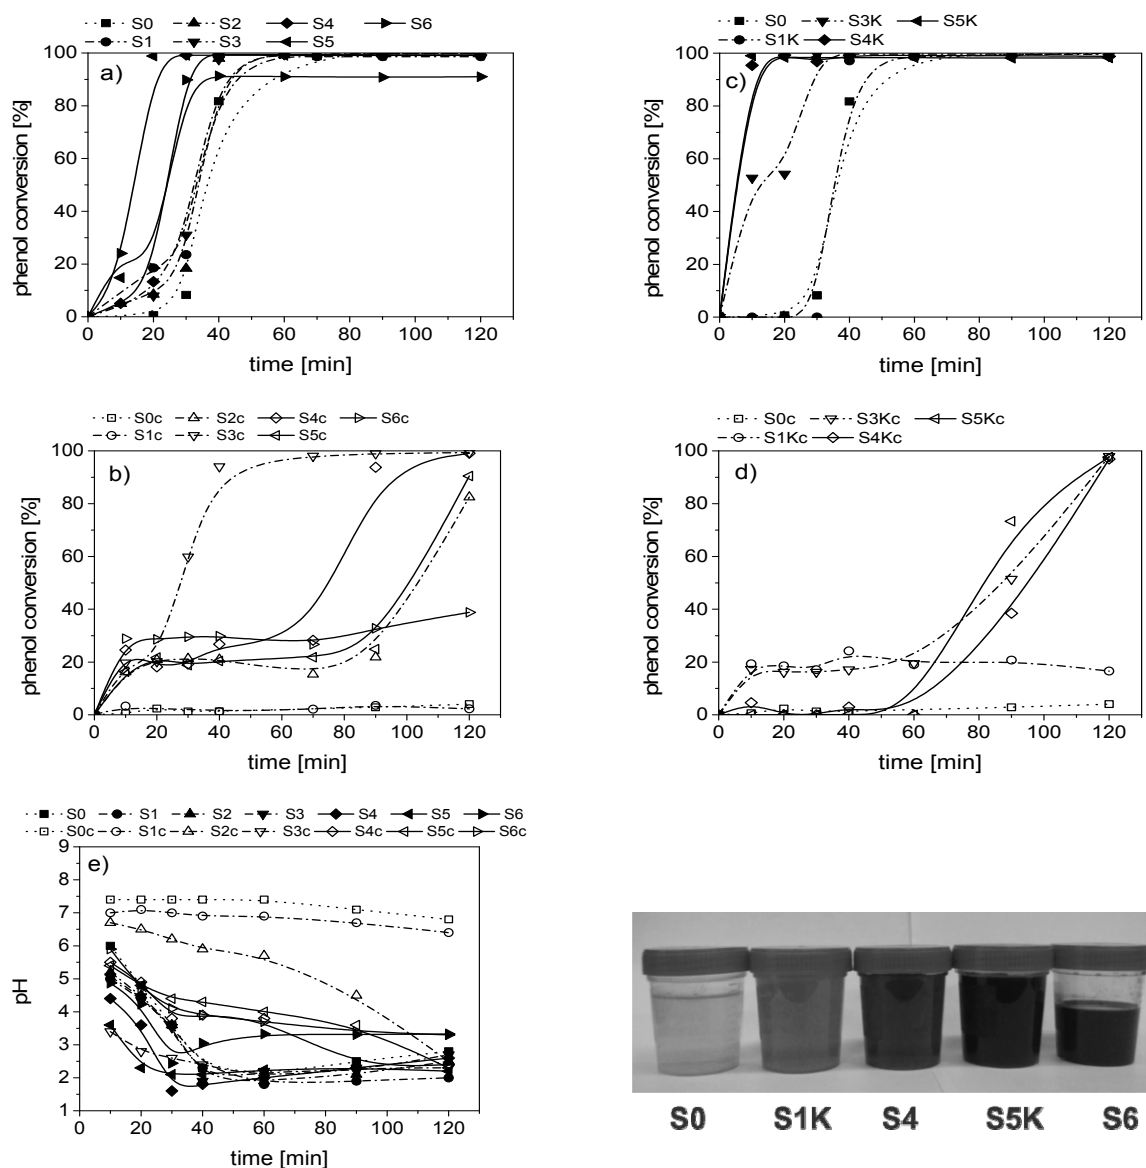 S0 S2 S4 S6
S1 S3 S5
a)
phenol conversion [%]
100
80
60
40
20
0
0 20 40 60 80 100 120
time [min]
S0 S3K S5K
S1K S4K
c)
phenol conversion [%]
100
80
60
40
20
0
0 20 40 60 80 100 120
time [min]
S0c S2c S4c S6c
S1c S3c S5c
b)
phenol conversion [%]
100
80
60
40
20
0
0 20 40 60 80 100 120
time [min]
S0c S3Kc S5Kc
S1Kc S4Kc
d)
phenol conversion [%]
100
80
60
40
20
0
0 20 40 60 80 100 120
time [min]
S0 S1 S2 S3 S4 S5 S6
S0c S1c S2c S3c S4c S5c S6c
e)
pH
9
8
7
6
5
4
3
2
1
0 20 40 60 80 100 120
time [min]
S0 S1K S4 S5K S6